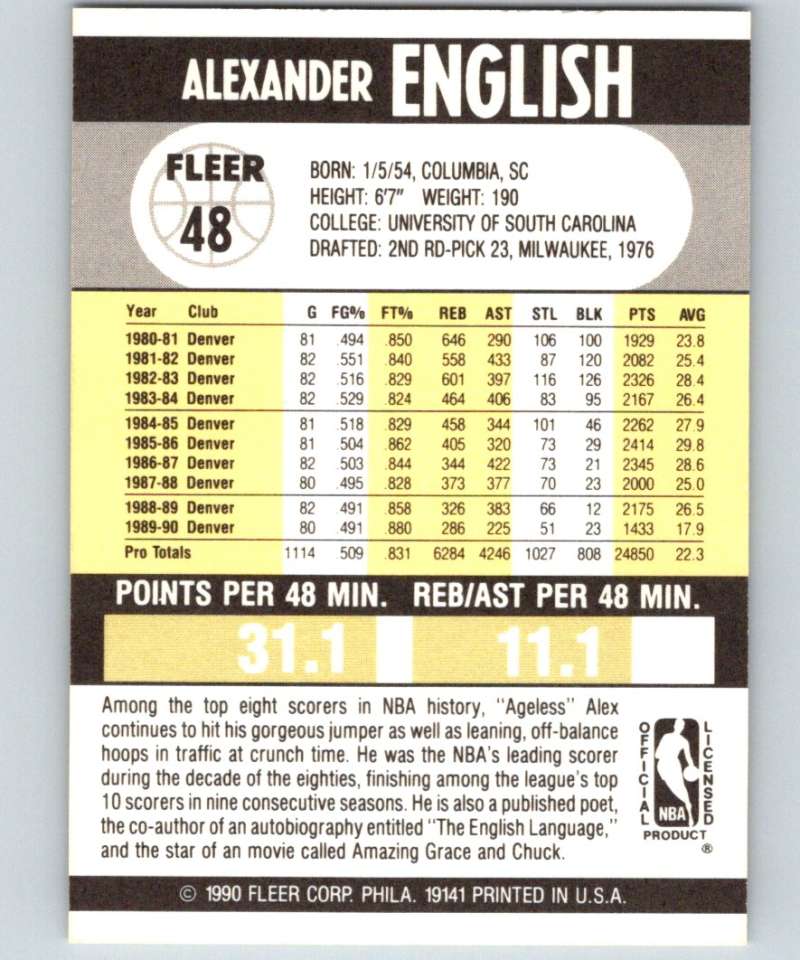 ALEXANDER ENGLISH
FLEER
48
BORN: 1/5/54, COLUMBIA, SC
HEIGHT: 6'7" WEIGHT: 190
COLLEGE: UNIVERSITY OF SOUTH CAROLINA
DRAFTED: 2ND RD-PICK 23, MILWAUKEE, 1976
Year Club G FG% FT% REB AST STL BLK PTS AVG
1980-81 Denver 81 .494 .850 646 290 106 100 1929 23.8
1981-82 Denver 82 .551 .840 558 433 87 120 2082 25.4
1982-83 Denver 82 .516 .829 601 397 116 126 2326 28.4
1983-84 Denver 82 .529 .824 464 406 83 95 2167 26.4
1984-85 Denver 81 .518 .829 458 344 101 46 2262 27.9
1985-86 Denver 81 .504 .862 405 320 73 29 2414 29.8
1986-87 Denver 82 .503 .844 344 422 73 21 2345 28.6
1987-88 Denver 80 .495 .828 373 377 70 23 2000 25.0
1988-89 Denver 82 .491 .858 326 383 66 12 2175 26.5
1989-90 Denver 80 .491 .880 286 225 51 23 1433 17.9
Pro Totals 1114 .509 .831 6284 4246 1027 808 24850 22.3
POINTS PER 48 MIN. REB/AST PER 48 MIN.
31.1 11.1
Among the top eight scorers in NBA history, "Ageless" Alex
continues to hit his gorgeous jumper as well as leaning, off-balance
hoops in traffic at crunch time. He was the NBA's leading scorer
during the decade of the eighties, finishing among the league's top
10 scorers in nine consecutive seasons. He is also a published poet,
the co-author of an autobiography entitled "The English Language,"
and the star of an movie called Amazing Grace and Chuck.
OFFICIAL
NBA
LICENSED
PRODUCT ®
© 1990 FLEER CORP. PHILA. 19141 PRINTED IN U.S.A.